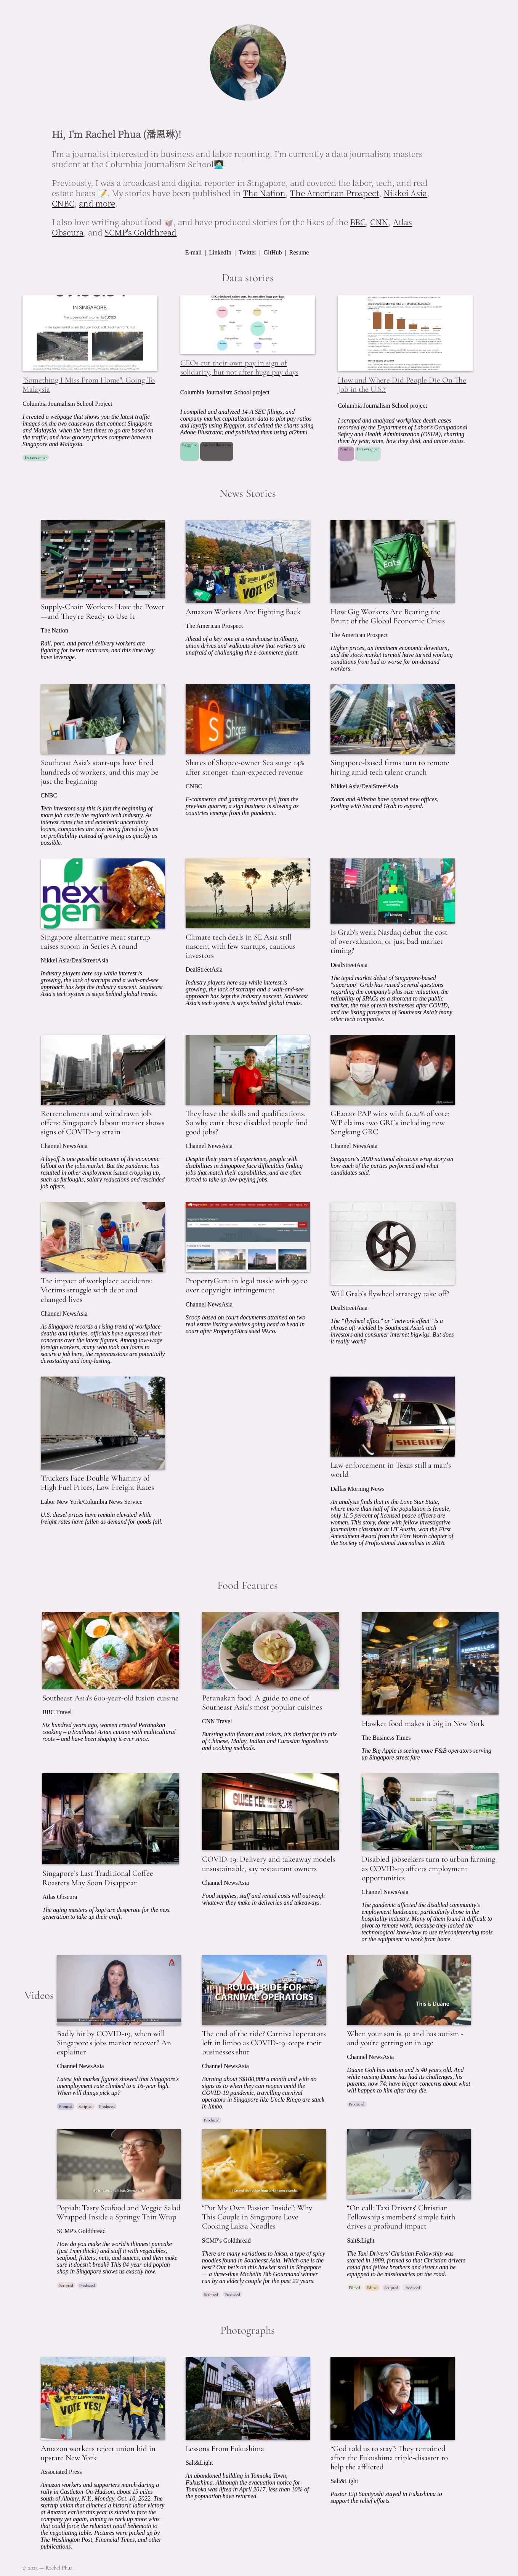 Hi, I'm Rachel Phua (潘恩琳)!
I'm a journalist interested in business and labor reporting. I'm currently a data journalism masters
student at the Columbia Journalism School👩🏻‍💻.
Previously, I was a broadcast and digital reporter in Singapore, and covered the labor, tech, and real
estate beats 📝. My stories have been published in The Nation, The American Prospect, Nikkei Asia,
CNBC, and more.
I also love writing about food 🥡, and have produced stories for the likes of the BBC, CNN, Atlas
Obscura, and SCMP's Goldthread.
E-mail | LinkedIn | Twitter | GitHub | Resume
Data stories
IN SINGAPORE.
"Something I Miss From Home": Going To
Malaysia
Columbia Journalism School Project
I created a webpage that shows you the latest traffic
images on the two causeways that connect Singapore
and Malaysia, when the best times to go are based on
the traffic, and how grocery prices compare between
Singapore and Malaysia.
Datawrapper
CEOs cut their own pay in sign of
solidarity, but not after huge pay days
Columbia Journalism School project
I compiled and analyzed 14-A SEC filings, and
company market capitalization data to plot pay ratios
and layoffs using R/ggplot, and edited the charts using
Adobe Illustrator, and published them using ai2html.
How and Where Did People Die On The
Job in the U.S.?
Columbia Journalism School project
I scraped and analyzed workplace death cases
recorded by the Department of Labor's Occupational
Safety and Health Administration (OSHA), charting
them by year, state, how they died, and union status.
Datawrapper
News Stories
Supply-Chain Workers Have the Power
—and They're Ready to Use It
The Nation
Rail, port, and parcel delivery workers are
fighting for better contracts, and this time they
have leverage.
VOTE YES!
Amazon Workers Are Fighting Back
The American Prospect
Ahead of a key vote at a warehouse in Albany,
union drives and walkouts show that workers are
unafraid of challenging the e-commerce giant.
Uber
Eats
How Gig Workers Are Bearing the
Brunt of the Global Economic Crisis
The American Prospect
Higher prices, an imminent economic downturn,
and the stock market turmoil have turned working
conditions from bad to worse for on-demand
workers.
Southeast Asia's start-ups have fired
hundreds of workers, and this may be
just the beginning
CNBC
Tech investors say this is just the beginning of
more job cuts in the region's tech industry. As
interest rates rise and economic uncertainty
looms, companies are now being forced to focus
on profitability instead of growing as quickly as
possible.
Shopee
Shares of Shopee-owner Sea surge 14%
after stronger-than-expected revenue
CNBC
E-commerce and gaming revenue fell from the
previous quarter, a sign business is slowing as
countries emerge from the pandemic.
Singapore-based firms turn to remote
hiring amid tech talent crunch
Nikkei Asia/DealStreetAsia
Zoom and Alibaba have opened new offices,
jostling with Sea and Grab to expand.
next
gen
Singapore alternative meat startup
raises $100m in Series A round
Nikkei Asia/DealStreetAsia
Industry players here say while interest is
growing, the lack of startups and a wait-and-see
approach has kept the industry nascent. Southeast
Asia's tech system is steps behind global trends.
Climate tech deals in SE Asia still
nascent with few startups, cautious
investors
DealStreetAsia
Industry players here say while interest is
growing, the lack of startups and a wait-and-see
approach has kept the industry nascent. Southeast
Asia's tech system is steps behind global trends.
Nasdaq
Is Grab's weak Nasdaq debut the cost
of overvaluation, or just bad market
timing?
DealStreetAsia
The tepid market debut of Singapore-based
"superapp" Grab has raised several questions
regarding the company's plus-size valuation, the
reliability of SPACs as a shortcut to the public
market, the role of tech businesses after COVID,
and the listing prospects of Southeast Asia's many
other tech companies.
Retrenchments and withdrawn job
offers: Singapore's labour market shows
signs of COVID-19 strain
Channel NewsAsia
A layoff is one possible outcome of the economic
fallout on the jobs market. But the pandemic has
resulted in other employment issues cropping up,
such as furloughs, salary reductions and rescinded
job offers.
They have the skills and qualifications.
So why can't these disabled people find
good jobs?
Channel NewsAsia
Despite their years of experience, people with
disabilities in Singapore face difficulties finding
jobs that match their capabilities, and are often
forced to take up low-paying jobs.
GE2020: PAP wins with 61.24% of vote;
WP claims two GRCs including new
Sengkang GRC
Channel NewsAsia
Singapore's 2020 national elections wrap story on
how each of the parties performed and what
candidates said.
The impact of workplace accidents:
Victims struggle with debt and
changed lives
Channel NewsAsia
As Singapore records a rising trend of workplace
deaths and injuries, officials have expressed their
concerns over the latest figures. Among low-wage
foreign workers, many who took out loans to
secure a job here, the repercussions are potentially
devastating and long-lasting.
PropertyGuru in legal tussle with 99.co
over copyright infringement
Channel NewsAsia
Scoop based on court documents attained on two
real estate listing websites going head to head in
court after PropertyGuru sued 99.co.
Will Grab's flywheel strategy take off?
DealStreetAsia
The "flywheel effect" or "network effect" is a
phrase oft-wielded by Southeast Asia's tech
investors and consumer internet bigwigs. But does
it really work?
Truckers Face Double Whammy of
High Fuel Prices, Low Freight Rates
Labor New York/Columbia News Service
U.S. diesel prices have remain elevated while
freight rates have fallen as demand for goods fall.
SHERIFF
Law enforcement in Texas still a man's
world
Dallas Morning News
An analysis finds that in the Lone Star State,
where more than half of the population is female,
only 11.5 percent of licensed peace officers are
women. This story, done with fellow investigative
journalism classmate at UT Austin, won the First
Amendment Award from the Fort Worth chapter of
the Society of Professional Journalists in 2016.
Food Features
Southeast Asia's 600-year-old fusion cuisine
BBC Travel
Six hundred years ago, women created Peranakan
cooking – a Southeast Asian cuisine with multicultural
roots – and have been shaping it ever since.
Peranakan food: A guide to one of
Southeast Asia's most popular cuisines
CNN Travel
Bursting with flavors and colors, it's distinct for its mix
of Chinese, Malay, Indian and Eurasian ingredients
and cooking methods.
Hawker food makes it big in New York
The Business Times
The Big Apple is seeing more F&B operators serving
up Singapore street fare
Singapore's Last Traditional Coffee
Roasters May Soon Disappear
Atlas Obscura
The aging masters of kopi are desperate for the next
generation to take up their craft.
COVID-19: Delivery and takeaway models
unsustainable, say restaurant owners
Channel NewsAsia
Food supplies, staff and rental costs will outweigh
whatever they make in deliveries and takeaways.
Disabled jobseekers turn to urban farming
as COVID-19 affects employment
opportunities
Channel NewsAsia
The pandemic affected the disabled community's
employment landscape, particularly those in the
hospitality industry. Many of them found it difficult to
pivot to remote work, because they lacked the
technological know-how to use teleconferencing tools
or the equipment to work from home.
Videos
Badly hit by COVID-19, when will
Singapore's jobs market recover? An
explainer
Channel NewsAsia
Latest job market figures showed that Singapore's
unemployment rate climbed to a 16-year high.
When will things pick up?
Fronted Scripted Produced
ROUGH RIDE FOR
CARNIVAL OPERATORS
The end of the ride? Carnival operators
left in limbo as COVID-19 keeps their
businesses shut
Channel NewsAsia
Burning about S$100,000 a month and with no
signs as to when they can reopen amid the
COVID-19 pandemic, travelling carnival
operators in Singapore like Uncle Ringo are stuck
in limbo.
Produced
This is Duane
When your son is 40 and has autism -
and you're getting on in age
Channel NewsAsia
Duane Goh has autism and is 40 years old. And
while raising Duane has had its challenges, his
parents, now 74, have bigger concerns about what
will happen to him after they die.
Produced
Popiah: Tasty Seafood and Veggie Salad
Wrapped Inside a Springy Thin Wrap
SCMP's Goldthread
How do you make the world's thinnest pancake
(just 1mm thick!) and stuff it with vegetables,
seafood, fritters, nuts, and sauces, and then make
sure it doesn't break? This 84-year-old popiah
shop in Singapore shows us exactly how.
Scripted Produced
"Put My Own Passion Inside": Why
This Couple in Singapore Love
Cooking Laksa Noodles
SCMP's Goldthread
There are many variations to laksa, a type of spicy
noodles found in Southeast Asia. Which one is the
best? Our bet's on this hawker stall in Singapore
— a three-time Michelin Bib Gourmand winner
run by an elderly couple for the past 22 years.
Scripted Produced
"On call: Taxi Drivers' Christian
Fellowship's members' simple faith
drives a profound impact
Salt&Light
The Taxi Drivers' Christian Fellowship was
started in 1989, formed so that Christian drivers
could find fellow brothers and sisters and be
equipped to be missionaries on the road.
Filmed Edited Scripted Produced
Photographs
VOTE YES!
Amazon workers reject union bid in
upstate New York
Associated Press
Amazon workers and supporters march during a
rally in Castleton-On-Hudson, about 15 miles
south of Albany, N.Y., Monday, Oct. 10, 2022. The
startup union that clinched a historic labor victory
at Amazon earlier this year is slated to face the
company yet again, aiming to rack up more wins
that could force the reluctant retail behemoth to
the negotiating table. Pictures were picked up by
The Washington Post, Financial Times, and other
publications.
Lessons From Fukushima
Salt&Light
An abandoned building in Tomioka Town,
Fukushima. Although the evacuation notice for
Tomioka was lifted in April 2017, less than 10% of
the population have returned.
"God told us to stay": They remained
after the Fukushima triple-disaster to
help the afflicted
Salt&Light
Pastor Eiji Sumiyoshi stayed in Fukushima to
support the relief efforts.
© 2023 — Rachel Phua